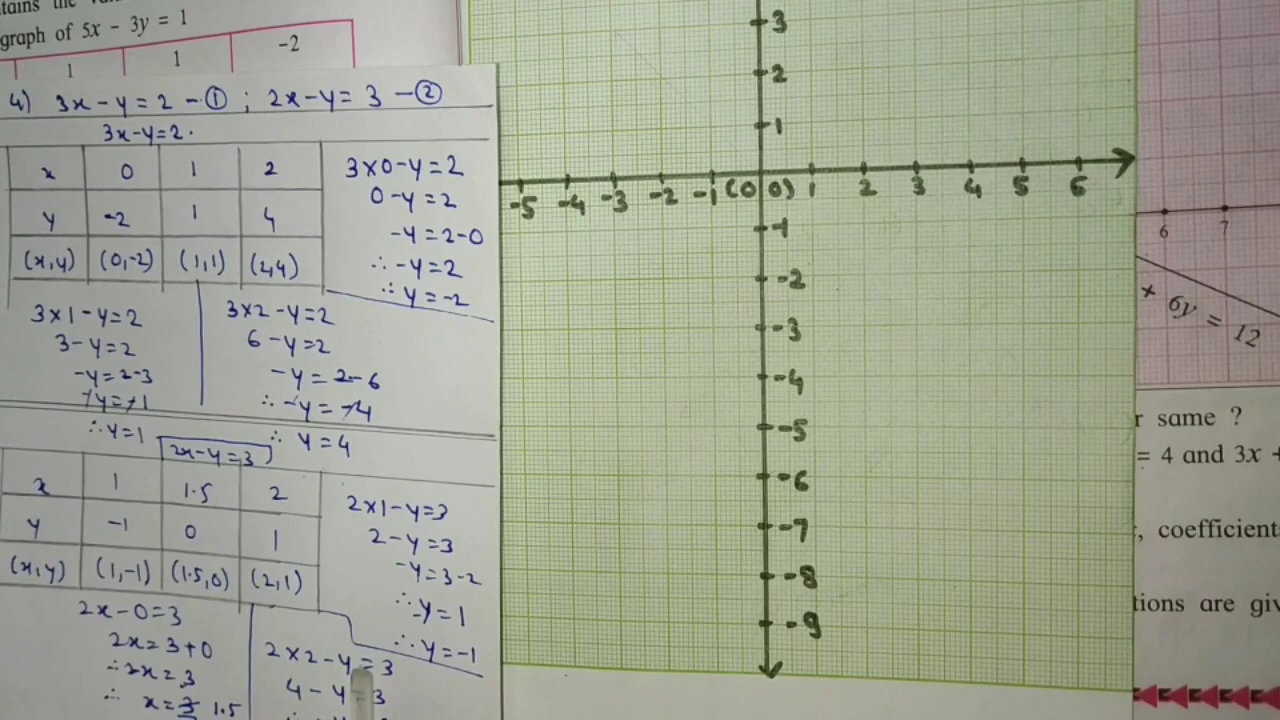 graph of 5x - 3y = 1
1 1 -2
4) 3x - y = 2 - ① ; 2x - y = 3 - ②
3x-y=2.
x 0 1 2
y -2 1 4
(x,y) (0,-2) (1,1) (2,4)
3×0-y=2
0-y=2
-y=2-0
∴ -y=2
∴ y=-2
3×1-y=2
3-y=2
-y=2-3
-y=-1
∴ y=1
3×2-y=2
6-y=2
-y=2-6
∴ -y=-4
∴ y=4
2x-y=3
x 1 1.5 2
y -1 0 1
(x,y) (1,-1) (1.5,0) (2,1)
2×1-y=3
2-y=3
-y=3-2
∴ -y=1
∴ y=-1
2x-0=3
2x=3+0
∴ 2x=3
∴ x=3/2 1.5
2×2-y=3
4-y=3
3
2
1
-5 -4 -3 -2 -1 (0,0) 1 2 3 4 5 6
-1
-2
-3
-4
-5
-6
-7
-8
-9
6 7
+ 6y = 12
r same ?
= 4 and 3x +
, coefficient
tions are giv